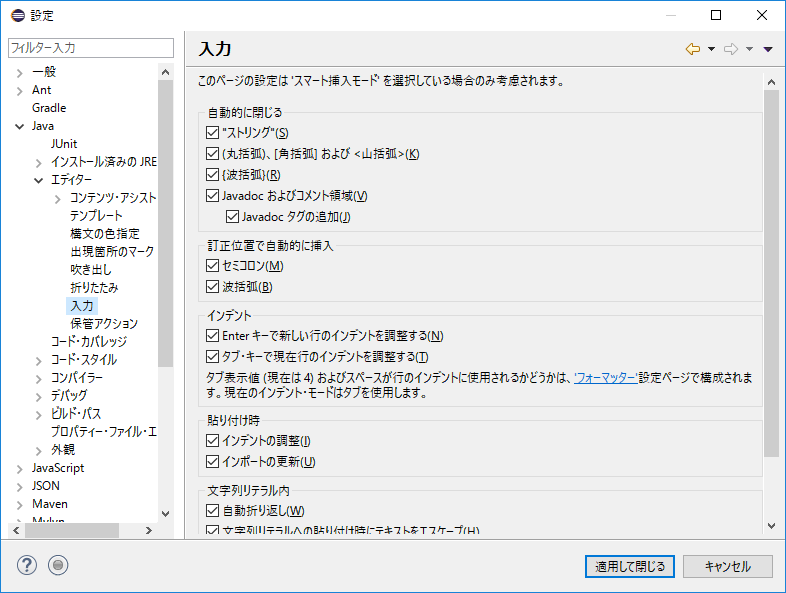 設定
フィルター入力
一般
Ant
Gradle
Java
JUnit
インストール済みの JRE
エディター
コンテンツ・アシスト
テンプレート
構文の色指定
出現箇所のマーク
吹き出し
折りたたみ
入力
保管アクション
コード・カバレッジ
コード・スタイル
コンパイラー
デバッグ
ビルド・パス
プロパティー・ファイル・エ
外観
JavaScript
JSON
Maven
Mylyn
入力
このページの設定は 'スマート挿入モード' を選択している場合のみ考慮されます。
自動的に閉じる
"ストリング"(S)
(丸括弧)、[角括弧] および <山括弧>(K)
{波括弧}(R)
Javadoc およびコメント領域(V)
Javadoc タグの追加(J)
訂正位置で自動的に挿入
セミコロン(M)
波括弧(B)
インデント
Enter キーで新しい行のインデントを調整する(N)
タブ・キーで現在行のインデントを調整する(T)
タブ表示値 (現在は 4) およびスペースが行のインデントに使用されるかどうかは、'フォーマッター'設定ページで構成されま
す。現在のインデント・モードはタブを使用します。
貼り付け時
インデントの調整(I)
インポートの更新(U)
文字列リテラル内
自動折り返し(W)
文字列リテラルへの貼り付け時にテキストをエスケープ(H)
適用して閉じる
キャンセル